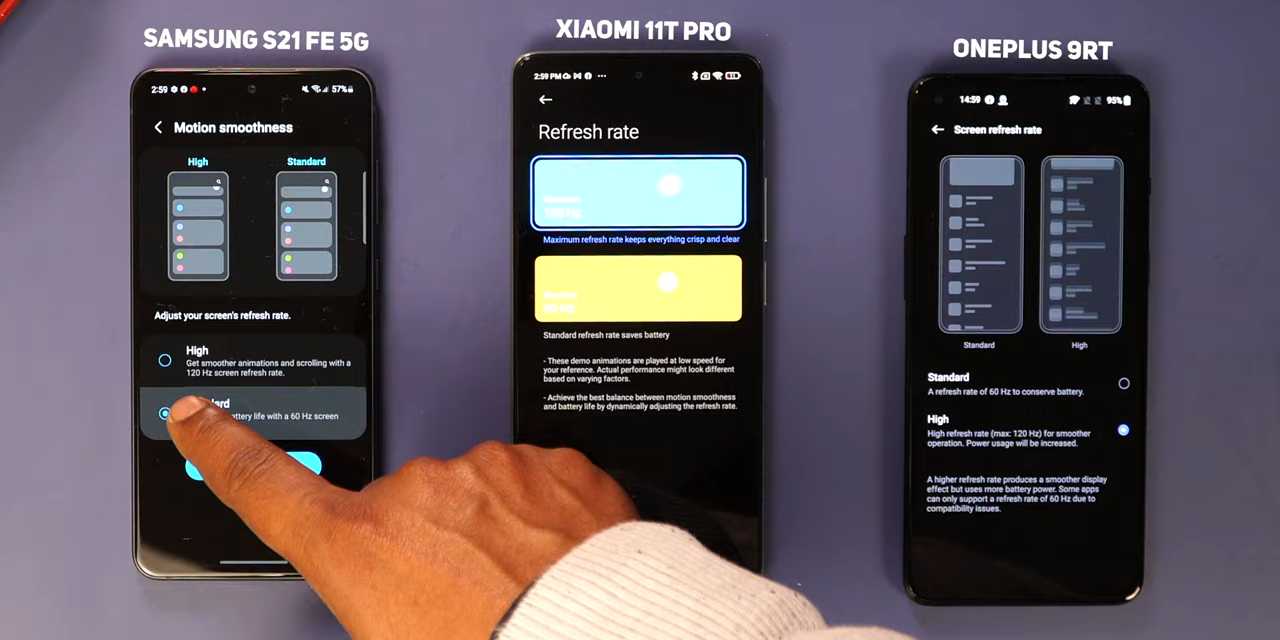 SAMSUNG S21 FE 5G
2:59
57%
Motion smoothness
High
Standard
Adjust your screen's refresh rate.
High
Get smoother animations and scrolling with a
120 Hz screen refresh rate.
life with a 60 Hz screen
XIAOMI 11T PRO
2:59 PM
Refresh rate
120 Hz
Maximum refresh rate keeps everything crisp and clear
Standard refresh rate saves battery
- These demo animations are played at low speed for
your reference. Actual performance might look different
based on varying factors.
- Achieve the best balance between motion smoothness
and battery life by dynamically adjusting the refresh rate.
ONEPLUS 9RT
14:59
95%
Screen refresh rate
Standard
High
Standard
A refresh rate of 60 Hz to conserve battery.
High
High refresh rate (max: 120 Hz) for smoother
operation. Power usage will be increased.
A higher refresh rate produces a smoother display
effect but uses more battery power. Some apps
can only support a refresh rate of 60 Hz due to
compatibility issues.